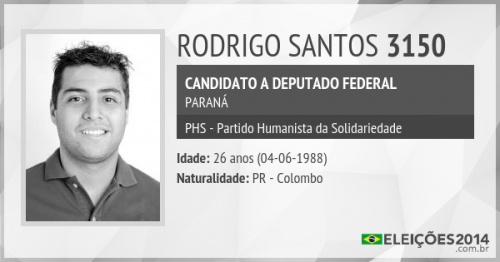 RODRIGO SANTOS 3150
CANDIDATO A DEPUTADO FEDERAL
PARANÁ
PHS - Partido Humanista da Solidariedade
Idade: 26 anos (04-06-1988)
Naturalidade: PR - Colombo
ELEIÇÕES2014
.com.br